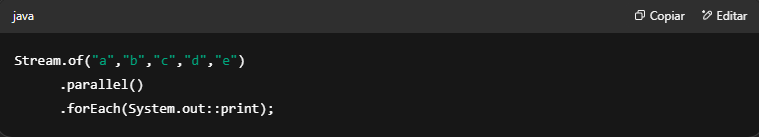 java
Copiar
Editar
Stream.of("a","b","c","d","e")
.parallel()
.forEach(System.out::print);